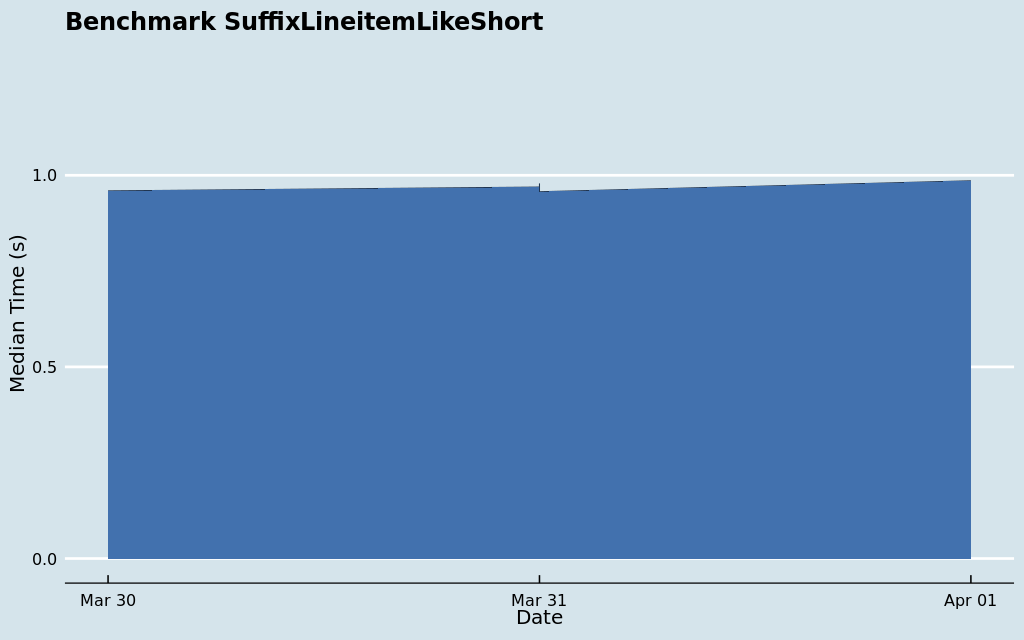 Benchmark SuffixLineitemLikeShort
1.0
0.5
0.0
Median Time (s)
Mar 30
Mar 31
Apr 01
Date